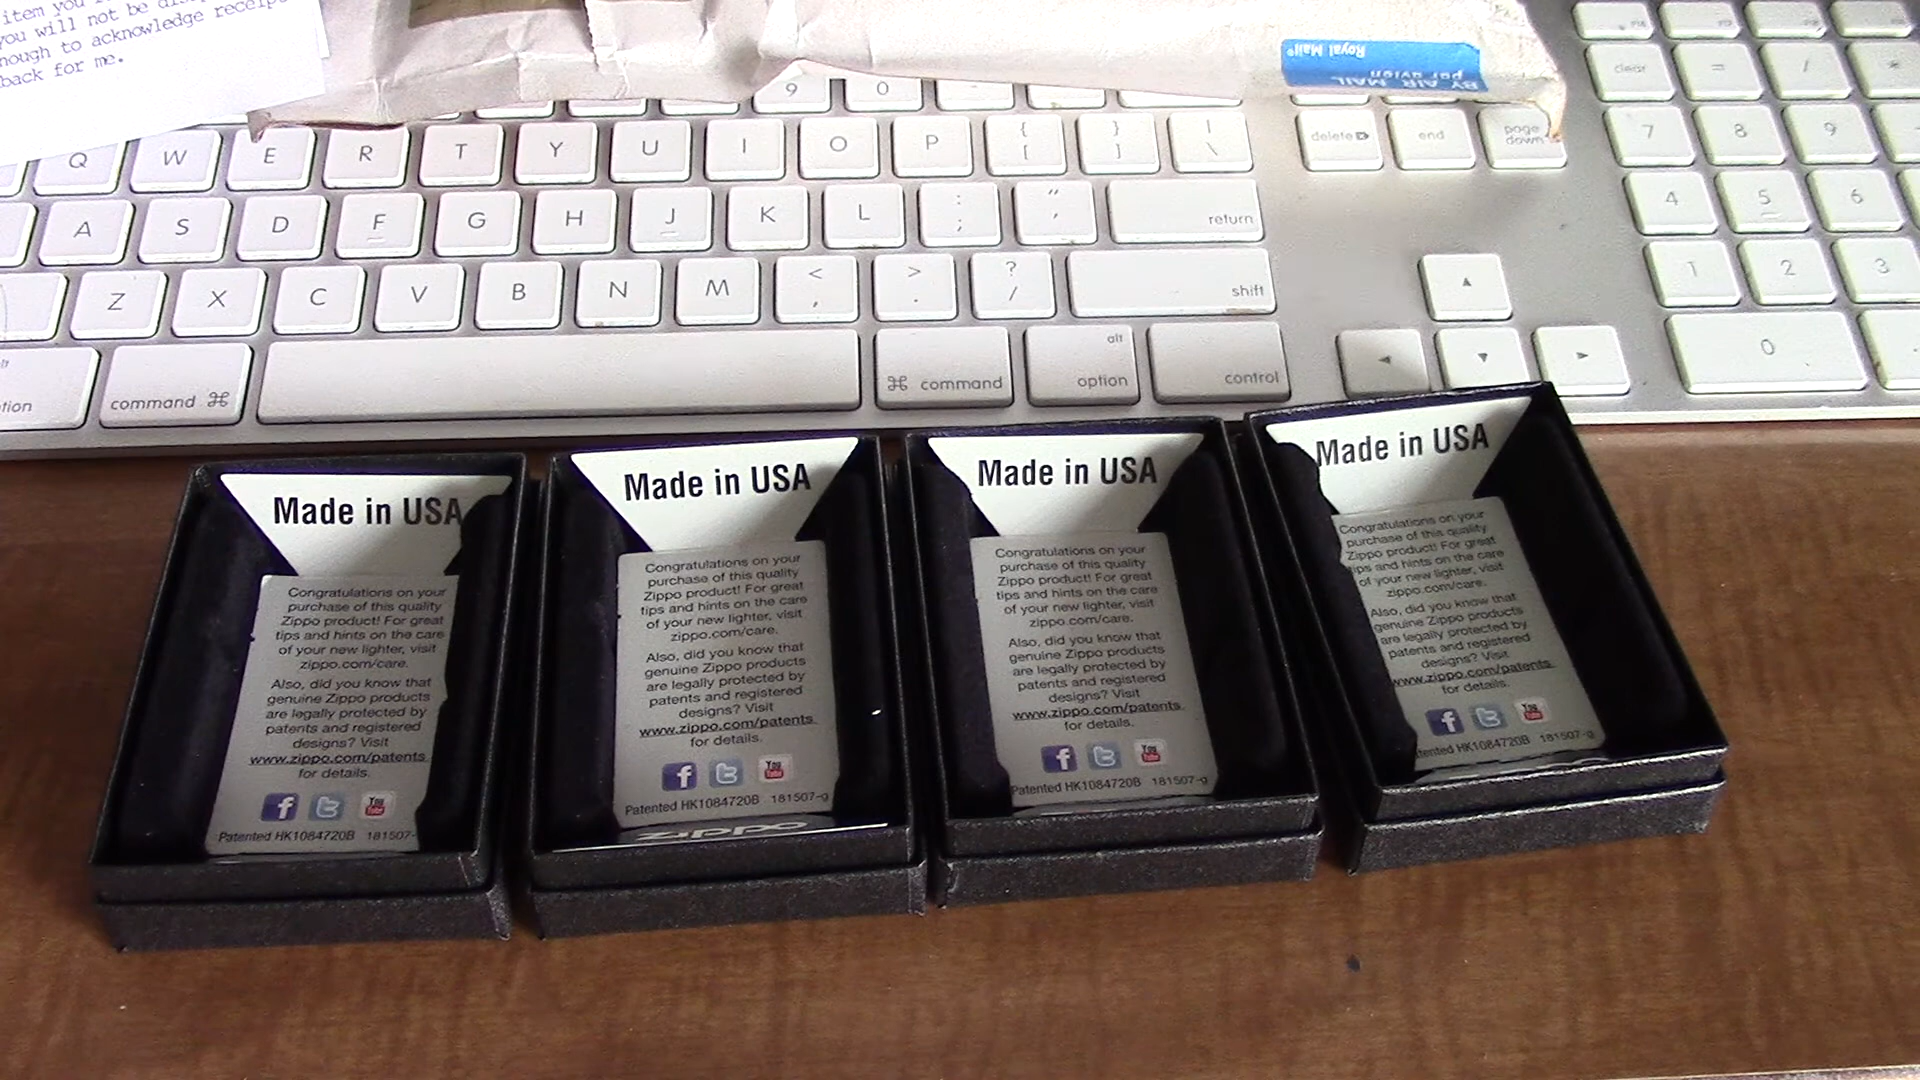 item you
you will not be
nough to acknowledge receipt
back for me.
Royal Mail®
BY AIR MAIL
par avion
9 0
Q W E R T Y U I O P { [ } ] | \
delete end page down
clear = / *
7 8 9
A S D F G H J K L : ; " ' return
4 5 6
Z X C V B N M < , > . ? / shift
1 2 3
tion command ⌘ ⌘ command alt option control
0
Made in USA
Congratulations on your
purchase of this quality
Zippo product! For great
tips and hints on the care
of your new lighter, visit
zippo.com/care.
Also, did you know that
genuine Zippo products
are legally protected by
patents and registered
designs? Visit
www.zippo.com/patents
for details.
f t You Tube
Patented HK1084720B 181507-
Made in USA
Congratulations on your
purchase of this quality
Zippo product! For great
tips and hints on the care
of your new lighter, visit
zippo.com/care.
Also, did you know that
genuine Zippo products
are legally protected by
patents and registered
designs? Visit
www.zippo.com/patents
for details.
f t You Tube
Patented HK1084720B 181507-g
zippo
Made in USA
Congratulations on your
purchase of this quality
Zippo product! For great
tips and hints on the care
of your new lighter, visit
zippo.com/care.
Also, did you know that
genuine Zippo products
are legally protected by
patents and registered
designs? Visit
www.zippo.com/patents
for details.
f t You Tube
Patented HK1084720B 181507-g
Made in USA
Congratulations on your
purchase of this quality
Zippo product! For great
tips and hints on the care
of your new lighter, visit
zippo.com/care.
Also, did you know that
genuine Zippo products
are legally protected by
patents and registered
designs? Visit
www.zippo.com/patents
for details.
f t You Tube
tented HK1084720B 181507-g